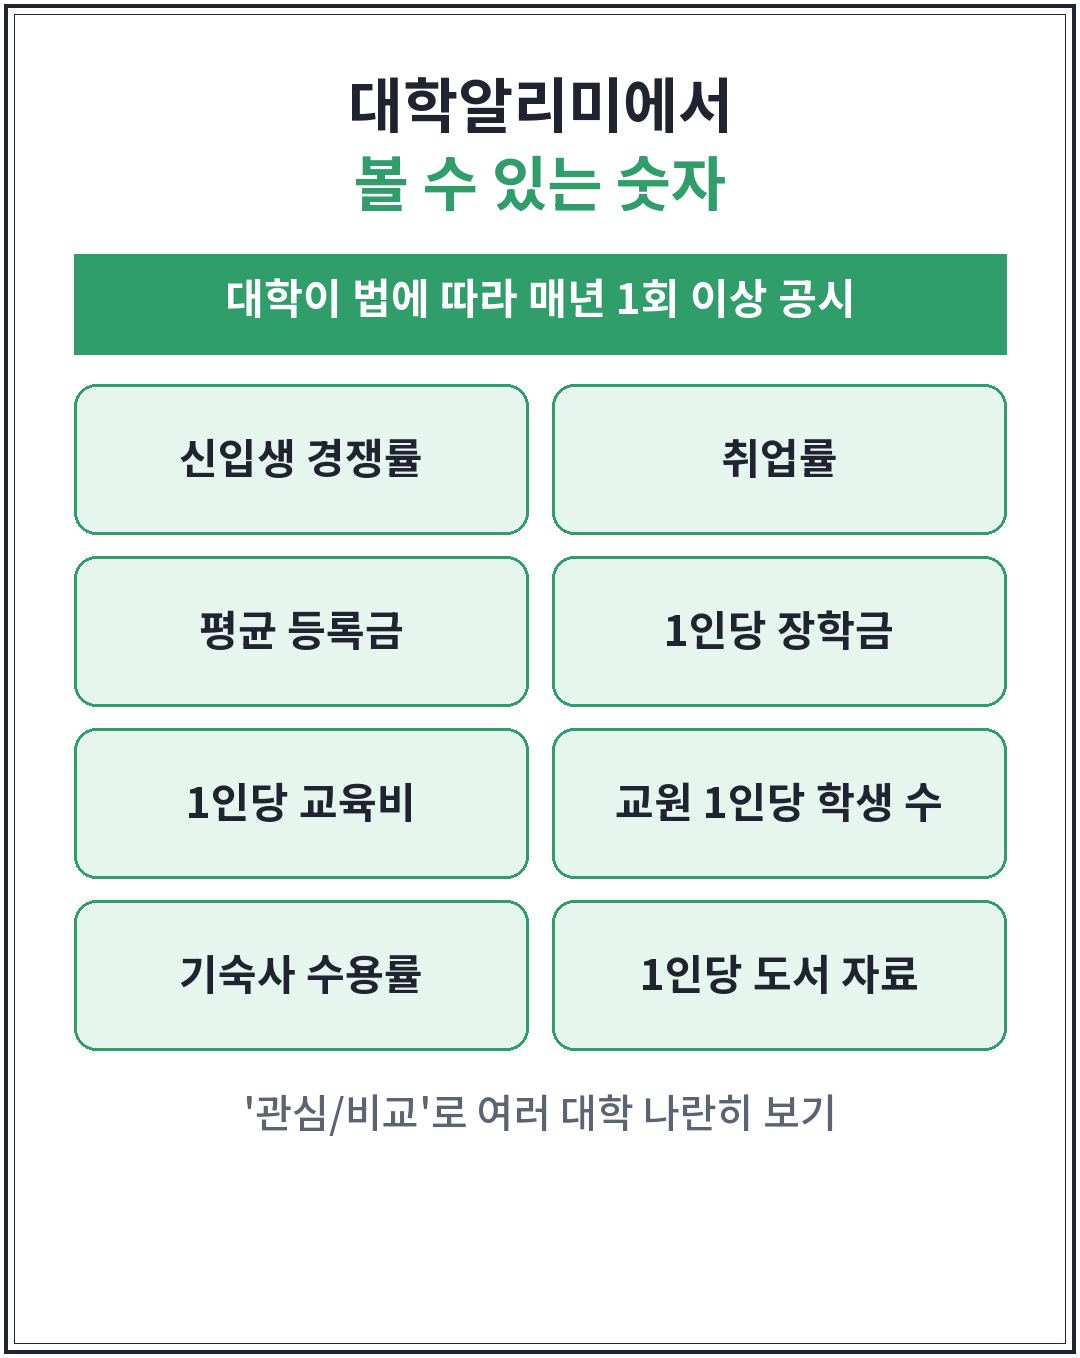 대학알리미에서
볼 수 있는 숫자
대학이 법에 따라 매년 1회 이상 공시
신입생 경쟁률
취업률
평균 등록금
1인당 장학금
1인당 교육비
교원 1인당 학생 수
기숙사 수용률
1인당 도서 자료
'관심/비교'로 여러 대학 나란히 보기